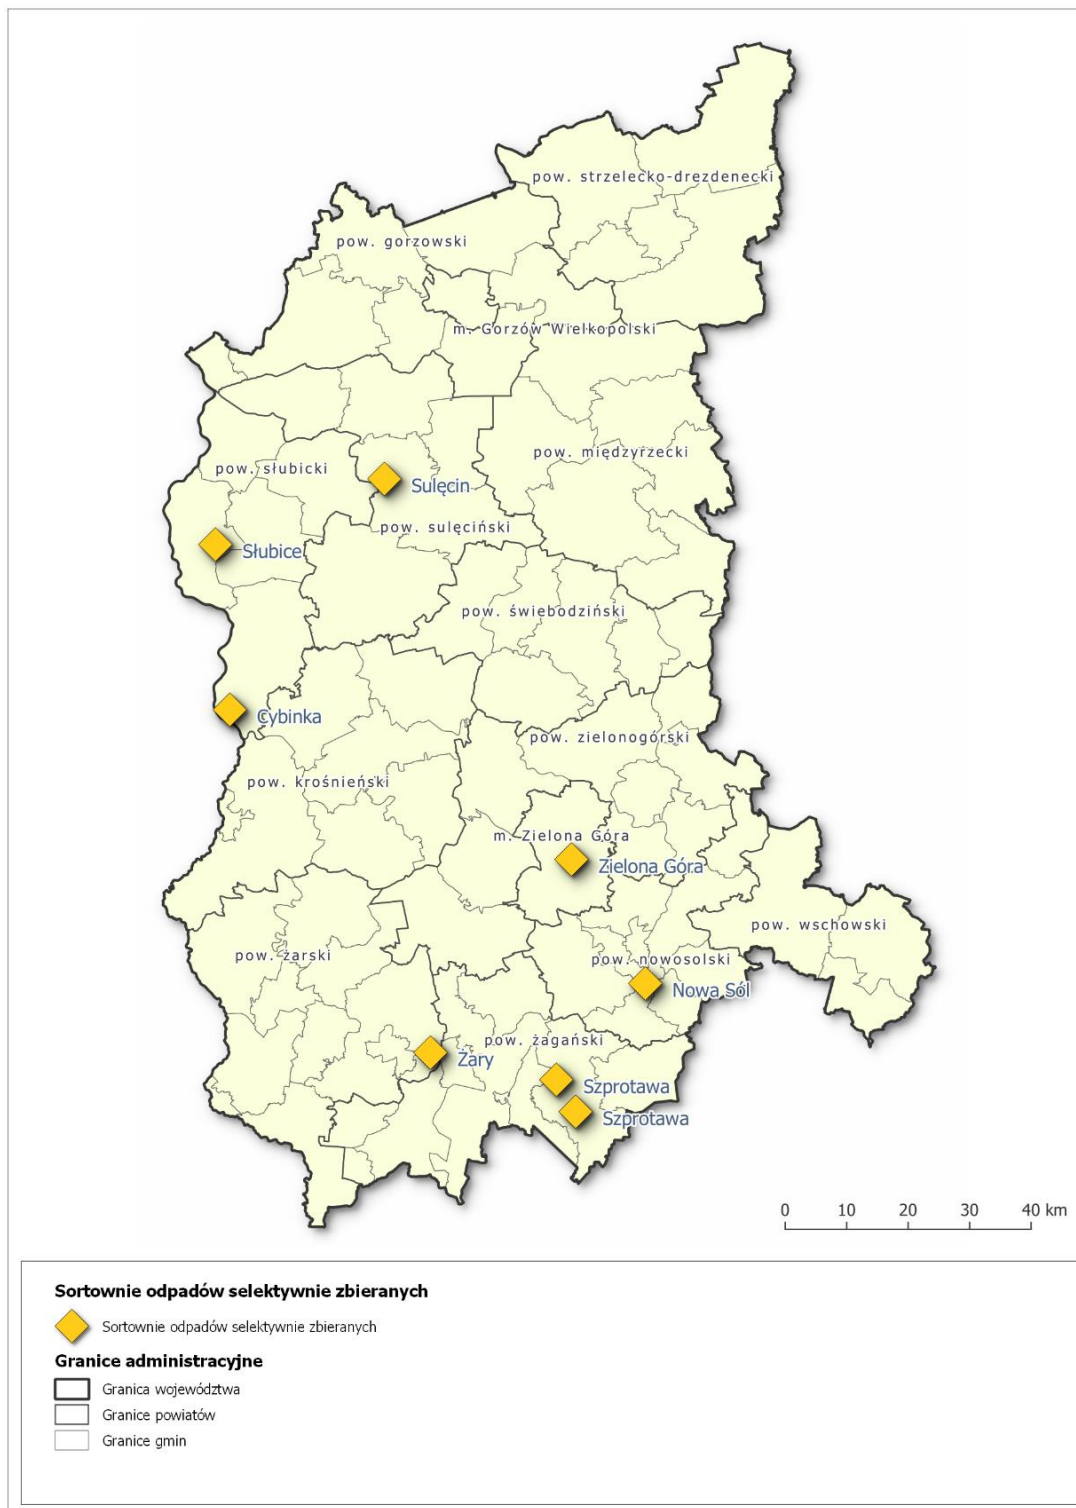 pow. strzelecko-drezdenecki
pow. gorzowski
m. Gorzów Wielkopolski
pow. międzyrzecki
pow. słubicki
Sulęcin
pow. sulęciński
Słubice
pow. świebodziński
Cybinka
pow. zielonogórski
pow. krośnieński
m. Zielona Góra
Zielona Góra
pow. wschowski
pow. żarski
pow. nowosolski
Nowa Sól
pow. żagański
Żary
Szprotawa
Szprotawa
0 10 20 30 40 km
Sortownie odpadów selektywnie zbieranych
Sortownie odpadów selektywnie zbieranych
Granice administracyjne
Granica województwa
Granice powiatów
Granice gmin